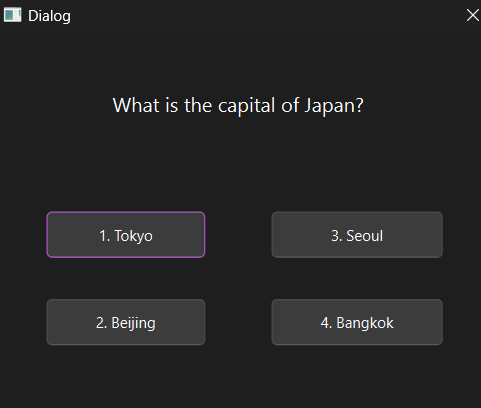 Dialog
What is the capital of Japan?
1. Tokyo
3. Seoul
2. Beijing
4. Bangkok